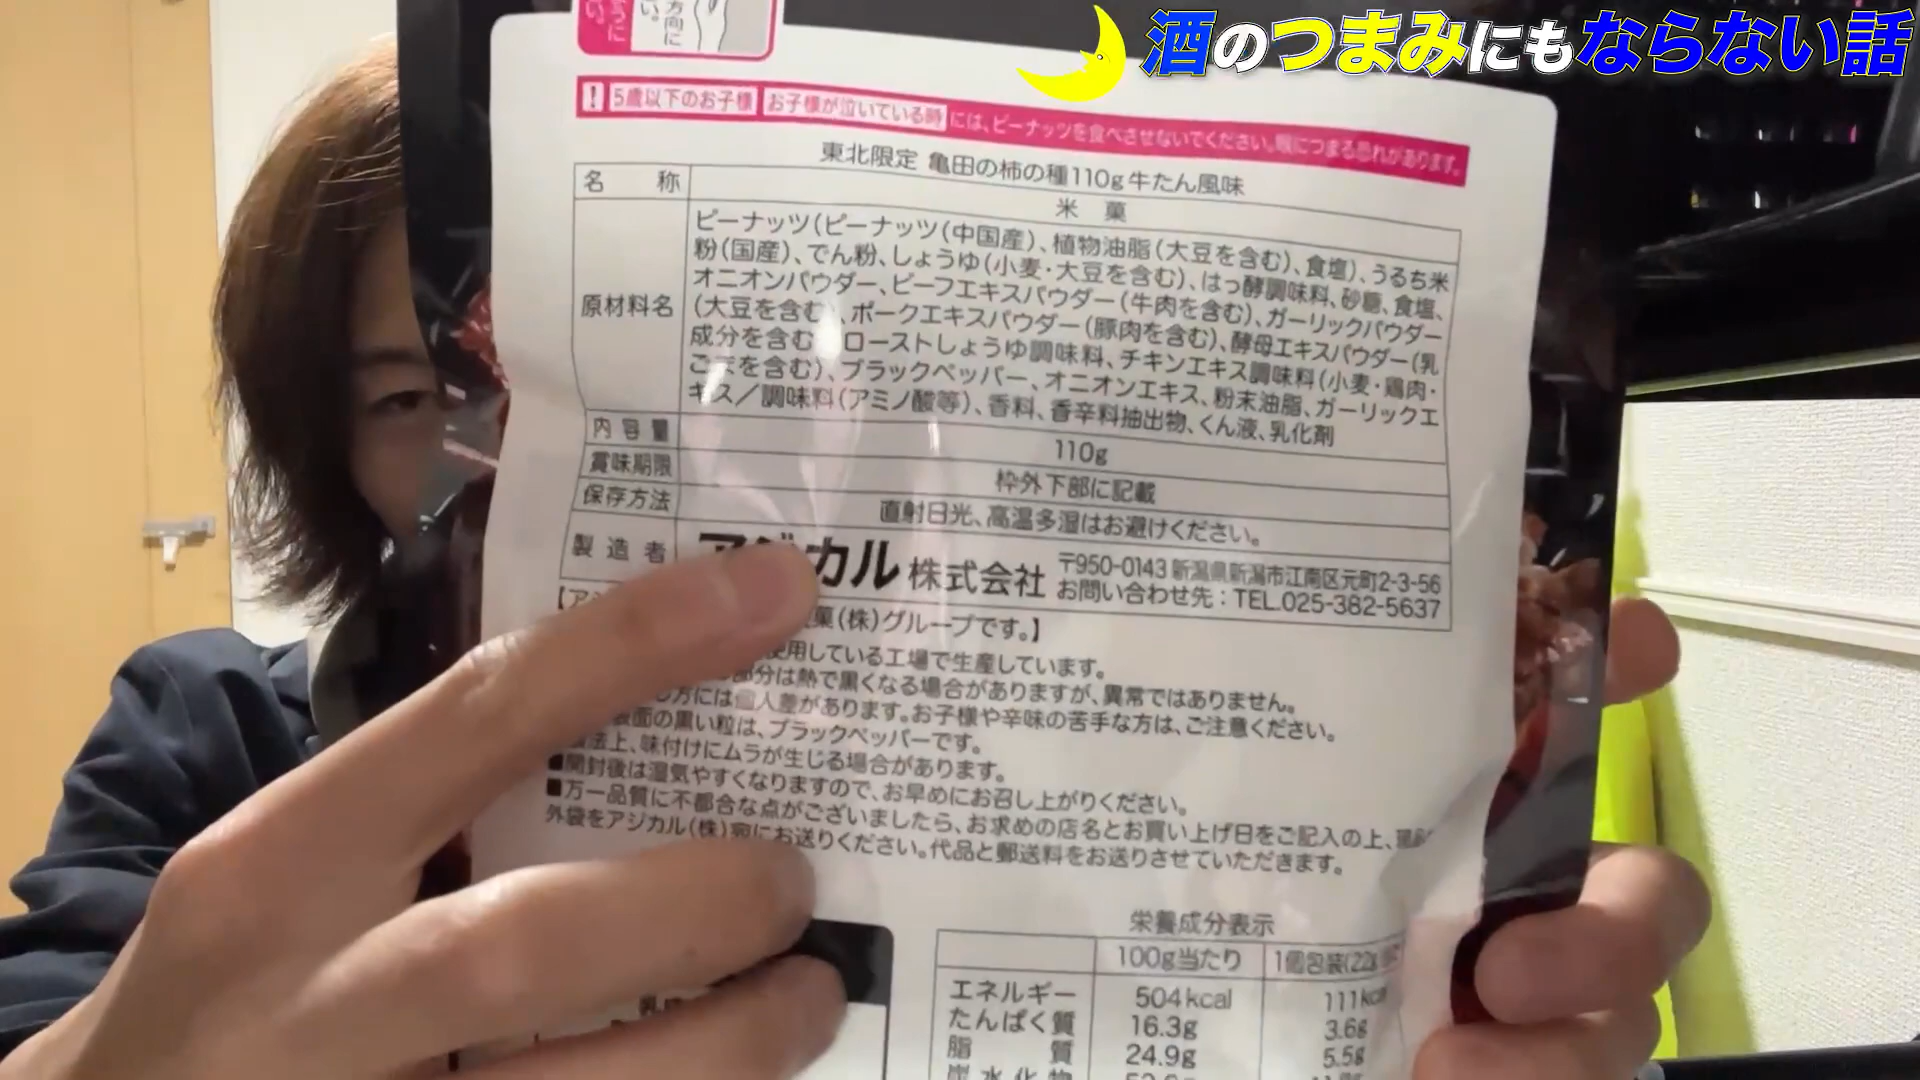 酒のつまみにもならない話
方向に
い。
うに
い。
! 5歳以下のお子様 お子様が泣いている時 には、ピーナッツを食べさせないでください。喉につまる恐れがあります。
東北限定 亀田の柿の種110g牛たん風味
名 称 米 菓
原材料名
ピーナッツ(ピーナッツ(中国産)、植物油脂(大豆を含む)、食塩)、うるち米
粉(国産)、でん粉、しょうゆ(小麦・大豆を含む)、はっ酵調味料、砂糖、食塩、
オニオンパウダー、ビーフエキスパウダー(牛肉を含む)、ガーリックパウダー
(大豆を含む)、ポークエキスパウダー(豚肉を含む)、酵母エキスパウダー(乳
成分を含む ローストしょうゆ調味料、チキンエキス調味料(小麦・鶏肉・
ごまを含む)、ブラックペッパー、オニオンエキス、粉末油脂、ガーリックエ
キス/調味料(アミノ酸等)、香料、香辛料抽出物、くん液、乳化剤
内容量 110g
賞味期限 枠外下部に記載
保存方法 直射日光、高温多湿はお避けください。
製造者 アジカル 株式会社 〒950-0143 新潟県新潟市江南区元町2-3-56
お問い合わせ先:TEL.025-382-5637
【ア 菓(株)グループです。】
使用している工場で生産しています。
部分は熱で黒くなる場合がありますが、異常ではありません。
し方には個人差があります。お子様や辛味の苦手な方は、ご注意ください。
表面の黒い粒は、ブラックペッパーです。
法上、味付けにムラが生じる場合があります。
■開封後は湿気やすくなりますので、お早めにお召し上がりください。
■万一品質に不都合な点がございましたら、お求めの店名とお買い上げ日をご記入の上、
外袋をアジカル(株)宛にお送りください。代品と郵送料をお送りさせていただきます。
栄養成分表示
100g当たり 1個包装(22g
エネルギー 504kcal 111kcal
たんぱく質 16.3g 3.6g
脂 質 24.9g 5.5g
炭水化物